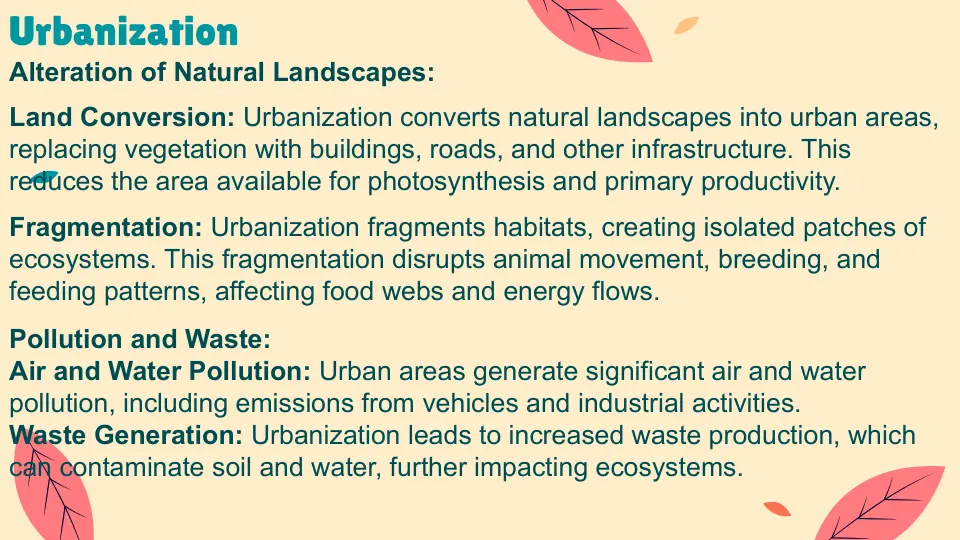 Urbanization
Alteration of Natural Landscapes:
Land Conversion: Urbanization converts natural landscapes into urban areas,
replacing vegetation with buildings, roads, and other infrastructure. This
reduces the area available for photosynthesis and primary productivity.
Fragmentation: Urbanization fragments habitats, creating isolated patches of
ecosystems. This fragmentation disrupts animal movement, breeding, and
feeding patterns, affecting food webs and energy flows.
Pollution and Waste:
Air and Water Pollution: Urban areas generate significant air and water
pollution, including emissions from vehicles and industrial activities.
Waste Generation: Urbanization leads to increased waste production, which
can contaminate soil and water, further impacting ecosystems.